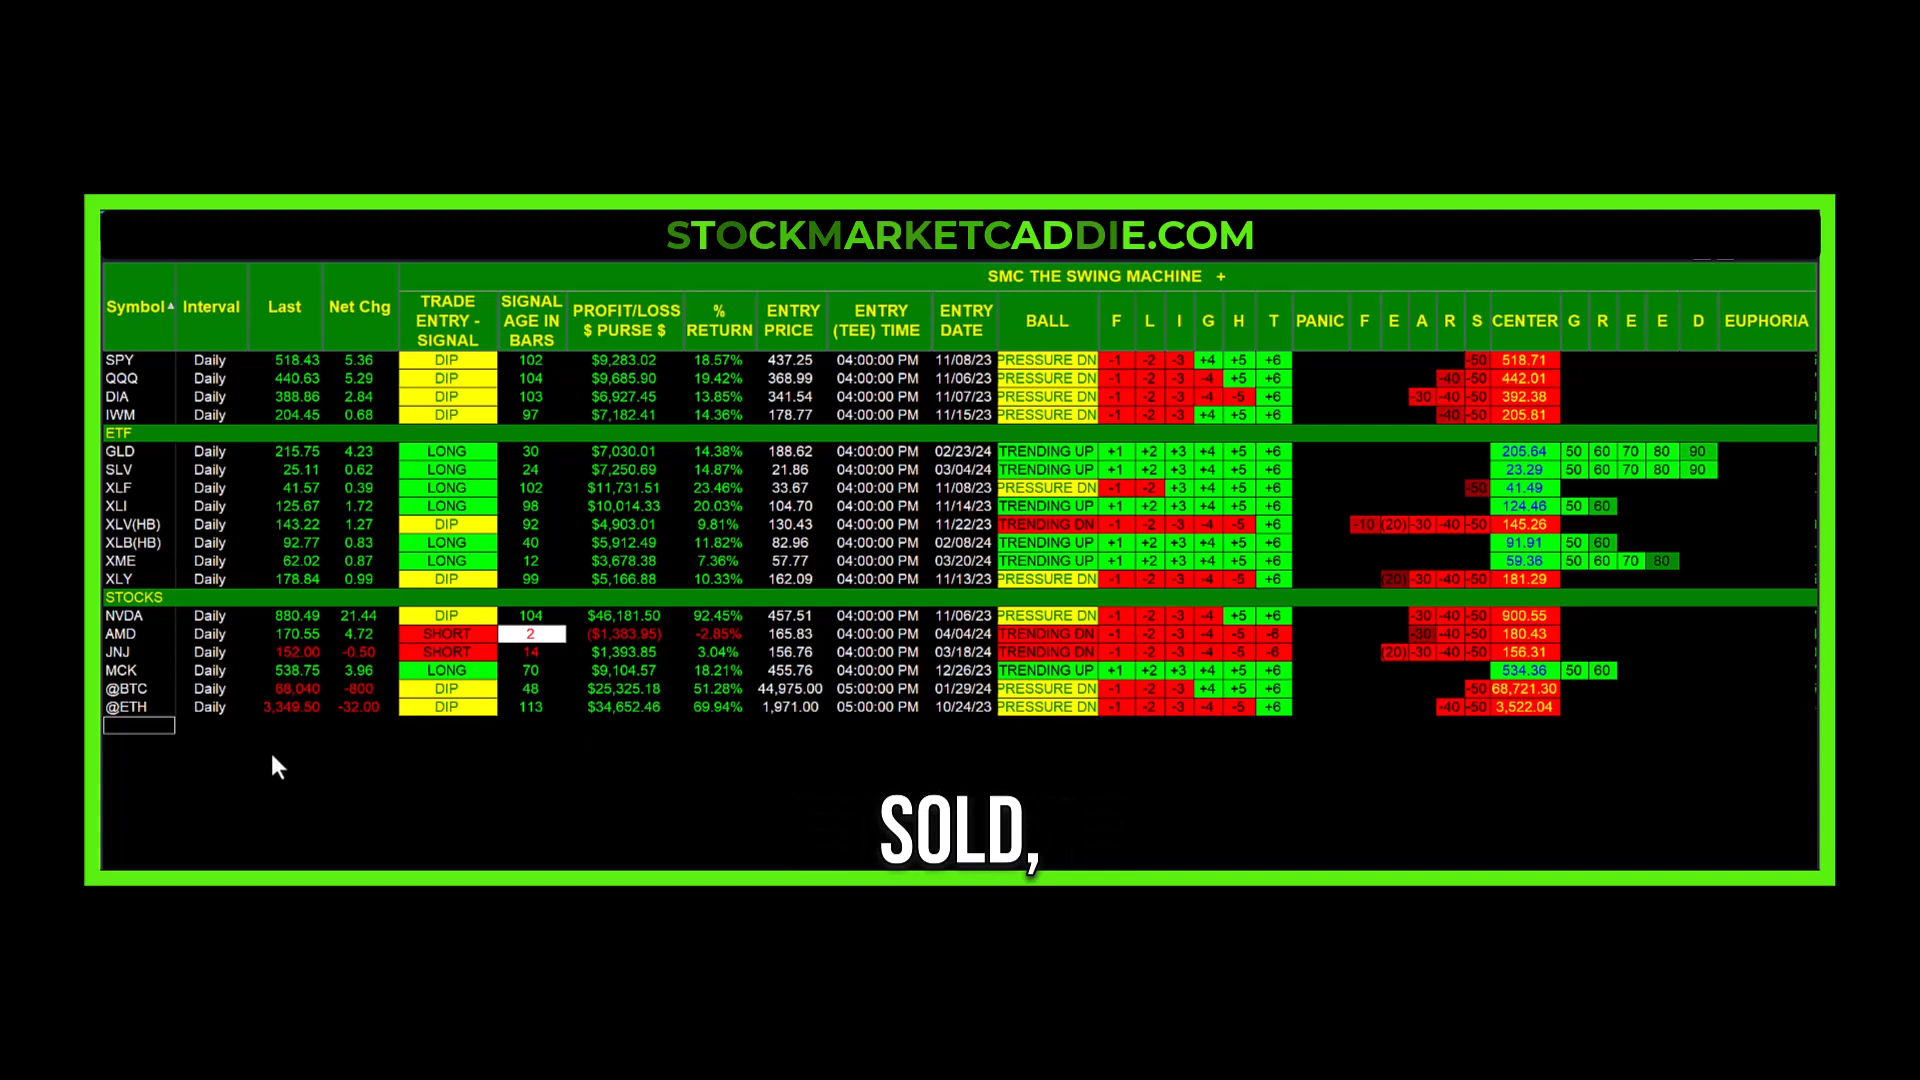 STOCKMARKETCADDIE.COM
SMC THE SWING MACHINE +
Symbol Interval Last Net Chg TRADE ENTRY - SIGNAL SIGNAL AGE IN BARS PROFIT/LOSS $ PURSE $ % RETURN ENTRY PRICE ENTRY (TEE) TIME ENTRY DATE BALL F L I G H T PANIC F E A R S CENTER G R E E D EUPHORIA
SPY Daily 518.43 5.36 DIP 102 $9,283.02 18.57% 437.25 04:00:00 PM 11/08/23 PRESSURE DN -1 -2 -3 +4 +5 +6 -50 518.71
QQQ Daily 440.63 5.29 DIP 104 $9,685.90 19.42% 368.99 04:00:00 PM 11/06/23 PRESSURE DN -1 -2 -3 -4 +5 +6 -40 -50 442.01
DIA Daily 388.86 2.84 DIP 103 $6,927.45 13.85% 341.54 04:00:00 PM 11/07/23 PRESSURE DN -1 -2 -3 -4 -5 +6 -30 -40 -50 392.38
IWM Daily 204.45 0.68 DIP 97 $7,182.41 14.36% 178.77 04:00:00 PM 11/15/23 PRESSURE DN -1 -2 -3 +4 +5 +6 -40 -50 205.81
ETF
GLD Daily 215.75 4.23 LONG 30 $7,030.01 14.38% 188.62 04:00:00 PM 02/23/24 TRENDING UP +1 +2 +3 +4 +5 +6 205.64 50 60 70 80 90
SLV Daily 25.11 0.62 LONG 24 $7,250.69 14.87% 21.86 04:00:00 PM 03/04/24 TRENDING UP +1 +2 +3 +4 +5 +6 23.29 50 60 70 80 90
XLF Daily 41.57 0.39 LONG 102 $11,731.51 23.46% 33.67 04:00:00 PM 11/08/23 PRESSURE DN -1 -2 +3 +4 +5 +6 -50 41.49
XLI Daily 125.67 1.72 LONG 98 $10,014.33 20.03% 104.70 04:00:00 PM 11/14/23 TRENDING UP +1 +2 +3 +4 +5 +6 124.46 50 60
XLV(HB) Daily 143.22 1.27 DIP 92 $4,903.01 9.81% 130.43 04:00:00 PM 11/22/23 TRENDING DN -1 -2 -3 -4 -5 +6 -10 (20) -30 -40 -50 145.26
XLB(HB) Daily 92.77 0.83 LONG 40 $5,912.49 11.82% 82.96 04:00:00 PM 02/08/24 TRENDING UP +1 +2 +3 +4 +5 +6 91.91 50 60
XME Daily 62.02 0.87 LONG 12 $3,678.38 7.36% 57.77 04:00:00 PM 03/20/24 TRENDING UP +1 +2 +3 +4 +5 +6 59.36 50 60 70 80
XLY Daily 178.84 0.99 DIP 99 $5,166.88 10.33% 162.09 04:00:00 PM 11/13/23 PRESSURE DN -1 -2 -3 -4 -5 +6 (20) -30 -40 -50 181.29
STOCKS
NVDA Daily 880.49 21.44 DIP 104 $46,181.50 92.45% 457.51 04:00:00 PM 11/06/23 PRESSURE DN -1 -2 -3 -4 +5 +6 -30 -40 -50 900.55
AMD Daily 170.55 4.72 SHORT 2 ($1,383.95) -2.85% 165.83 04:00:00 PM 04/04/24 TRENDING DN -1 -2 -3 -4 -5 -6 -30 -40 -50 180.43
JNJ Daily 152.00 -0.50 SHORT 14 $1,393.85 3.04% 156.76 04:00:00 PM 03/18/24 TRENDING DN -1 -2 -3 -4 -5 -6 (20) -30 -40 -50 156.31
MCK Daily 538.75 3.96 LONG 70 $9,104.57 18.21% 455.76 04:00:00 PM 12/26/23 TRENDING UP +1 +2 +3 +4 +5 +6 534.36 50 60
@BTC Daily 68,040 -800 DIP 48 $25,325.18 51.28% 44,975.00 05:00:00 PM 01/29/24 PRESSURE DN -1 -2 -3 +4 +5 +6 -50 68,721.30
@ETH Daily 3,349.50 -32.00 DIP 113 $34,652.46 69.94% 1,971.00 05:00:00 PM 10/24/23 PRESSURE DN -1 -2 -3 -4 -5 +6 -40 -50 3,522.04
SOLD,